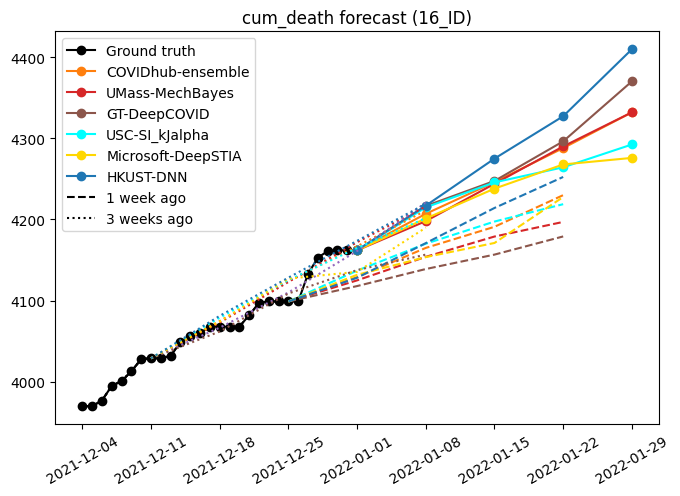 cum_death forecast (16_ID)
Ground truth
COVIDhub-ensemble
UMass-MechBayes
GT-DeepCOVID
USC-SI_kJalpha
Microsoft-DeepSTIA
HKUST-DNN
1 week ago
3 weeks ago
4400
4300
4200
4100
4000
2021-12-04
2021-12-11
2021-12-18
2021-12-25
2022-01-01
2022-01-08
2022-01-15
2022-01-22
2022-01-29